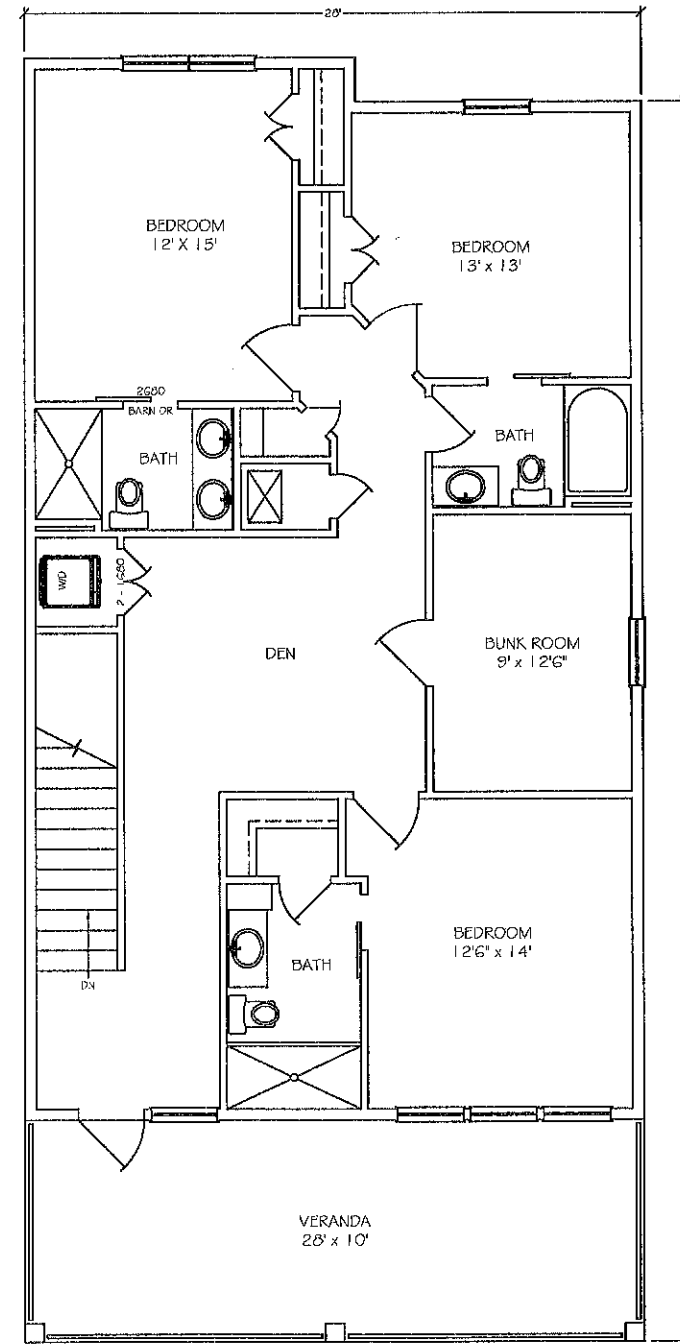 28'
BEDROOM
12' X 15'
BEDROOM
13' x 13'
2680
BARN DR
BATH
BATH
W/D
2 - 1680
DEN
BUNK ROOM
9' x 12'6"
BEDROOM
12'6" x 14'
BATH
DN
VERANDA
28' x 10'